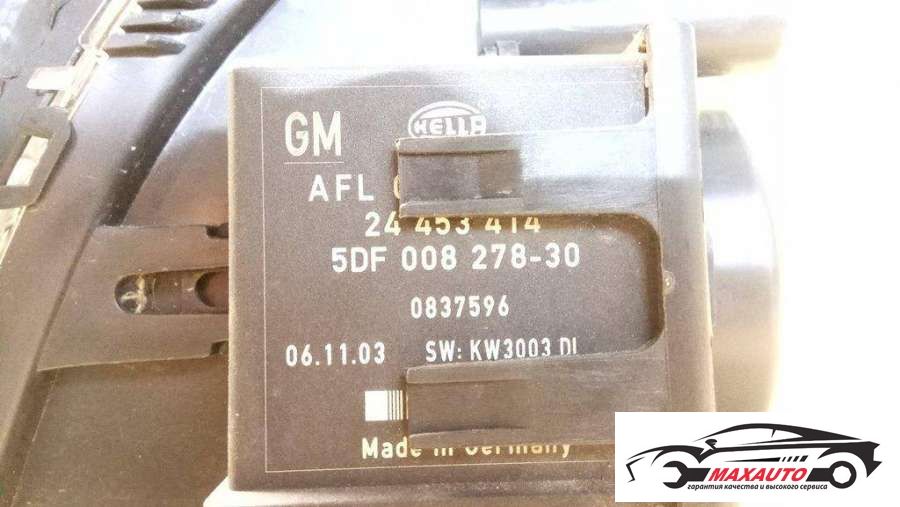 GM
HELLA
AFL
24 453 414
5DF 008 278-30
0837596
06.11.03 SW: KW3003 DI
Made in Germany
MAXAUTO
гарантия качества и высокого сервиса